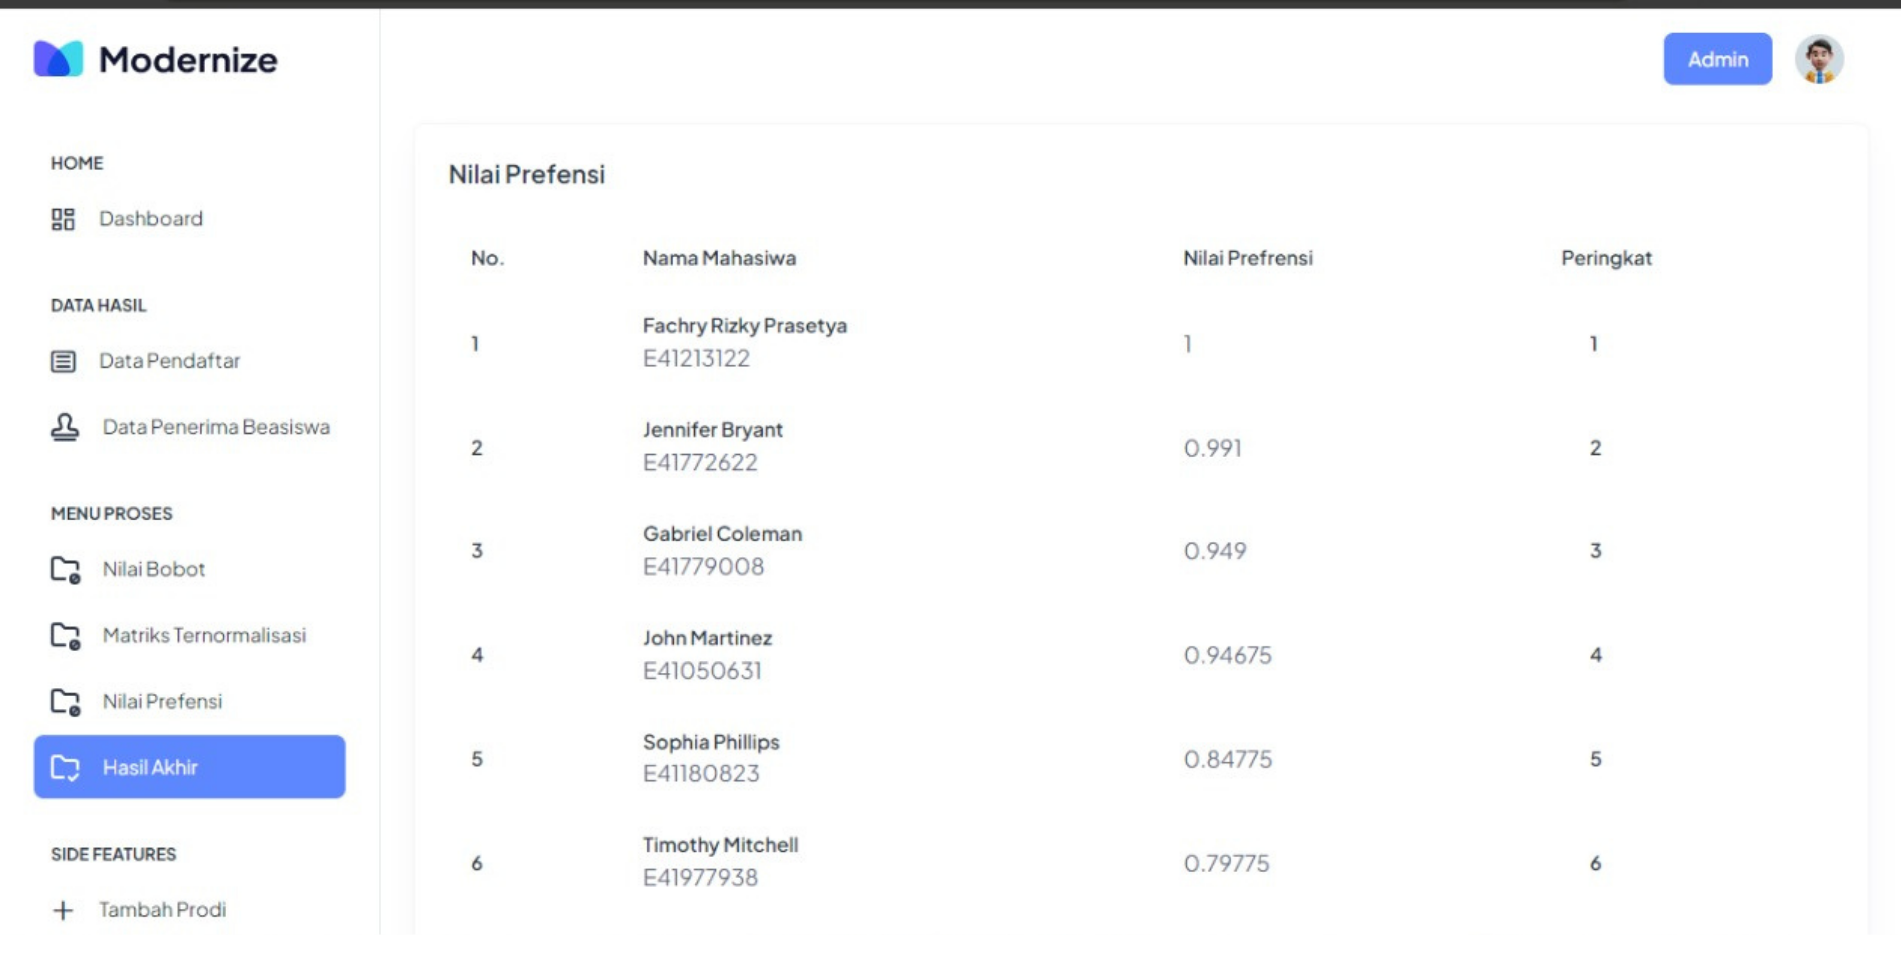 Modernize
Admin
HOME
Dashboard
DATA HASIL
Data Pendaftar
Data Penerima Beasiswa
MENU PROSES
Nilai Bobot
Matriks Ternormalisasi
Nilai Prefensi
Hasil Akhir
SIDE FEATURES
Tambah Prodi
Nilai Prefensi
No. Nama Mahasiwa Nilai Prefrensi Peringkat
1 Fachry Rizky Prasetya 1 1
E41213122
2 Jennifer Bryant 0.991 2
E41772622
3 Gabriel Coleman 0.949 3
E41779008
4 John Martinez 0.94675 4
E41050631
5 Sophia Phillips 0.84775 5
E41180823
6 Timothy Mitchell 0.79775 6
E41977938